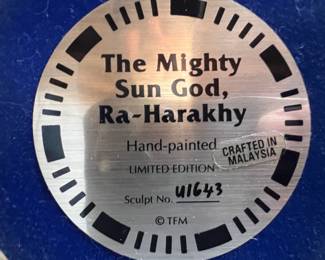 The Mighty
Sun God,
Ra-Harakhy
Hand-painted
CRAFTED IN
MALAYSIA
LIMITED EDITION
Sculpt No. U1643
© TFM